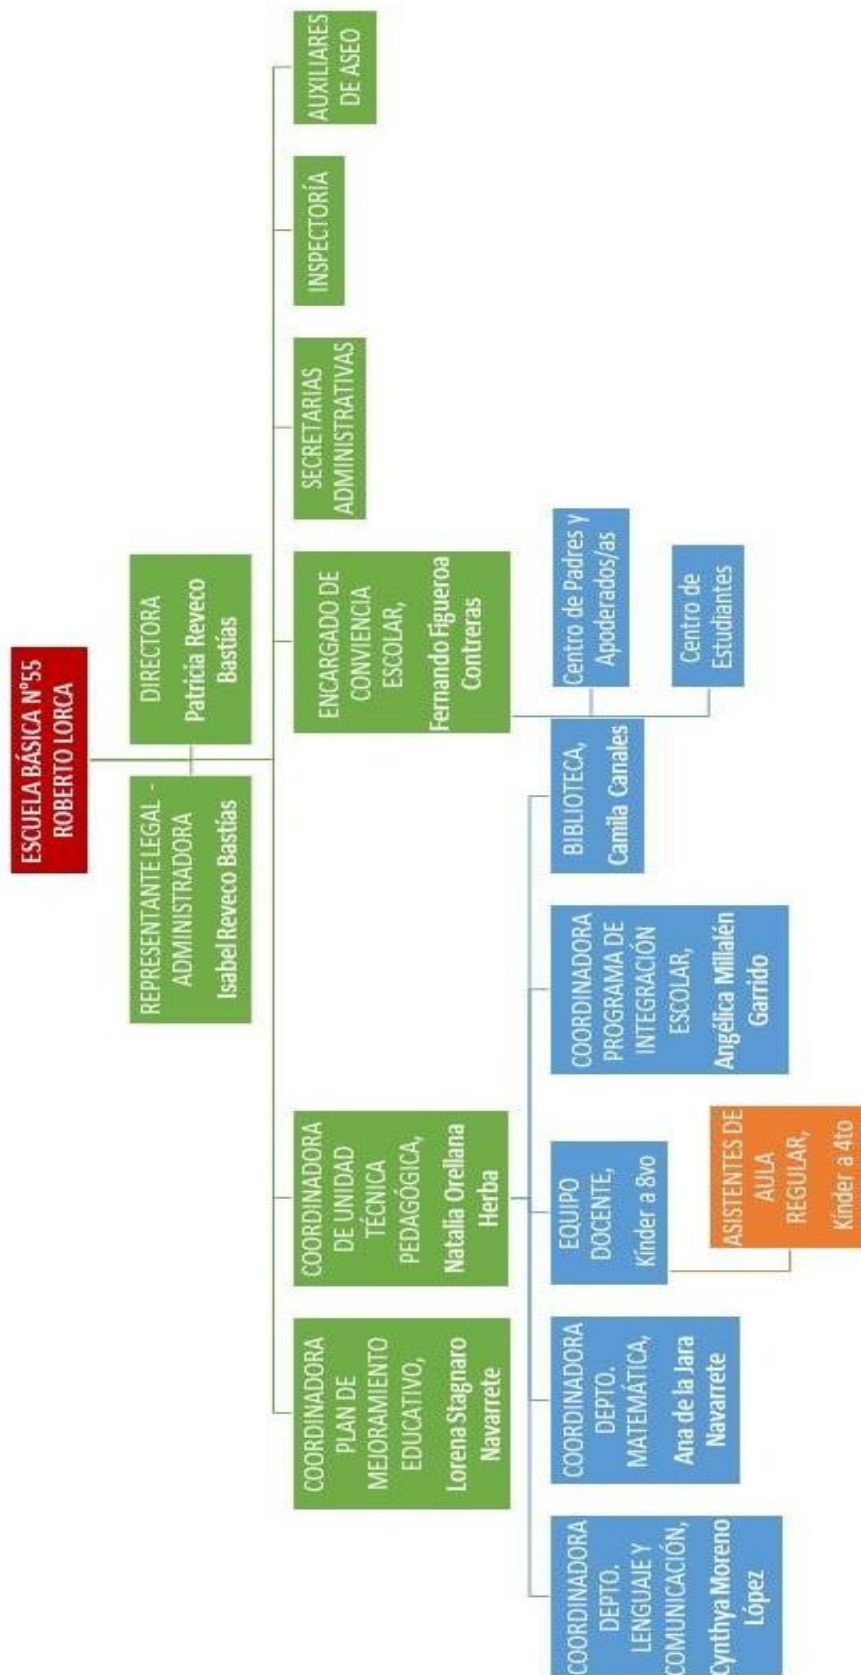 ESCUELA BÁSICA N°55
ROBERTO LORCA
REPRESENTANTE LEGAL -
ADMINISTRADORA
Isabel Reveco Bastías
DIRECTORA
Patricia Reveco
Bastías
COORDINADORA
PLAN DE
MEJORAMIENTO
EDUCATIVO,
Lorena Stagnaro
Navarrete
COORDINADORA
DE UNIDAD
TÉCNICA
PEDAGÓGICA,
Natalia Orellana
Herba
ENCARGADO DE
CONVIENCIA
ESCOLAR,
Fernando Figueroa
Contreras
SECRETARIAS
ADMINISTRATIVAS
INSPECTORÍA
AUXILIARES
DE ASEO
COORDINADORA
DEPTO.
LENGUAJE Y
COMUNICACIÓN,
Cynthya Moreno
López
COORDINADORA
DEPTO.
MATEMÁTICA,
Ana de la Jara
Navarrete
EQUIPO
DOCENTE,
Kínder a 8vo
COORDINADORA
PROGRAMA DE
INTEGRACIÓN
ESCOLAR,
Angélica Millalén
Garrido
BIBLIOTECA,
Camila Canales
Centro de Padres y
Apoderados/as
Centro de
Estudiantes
ASISTENTES DE
AULA
REGULAR,
Kínder a 4to